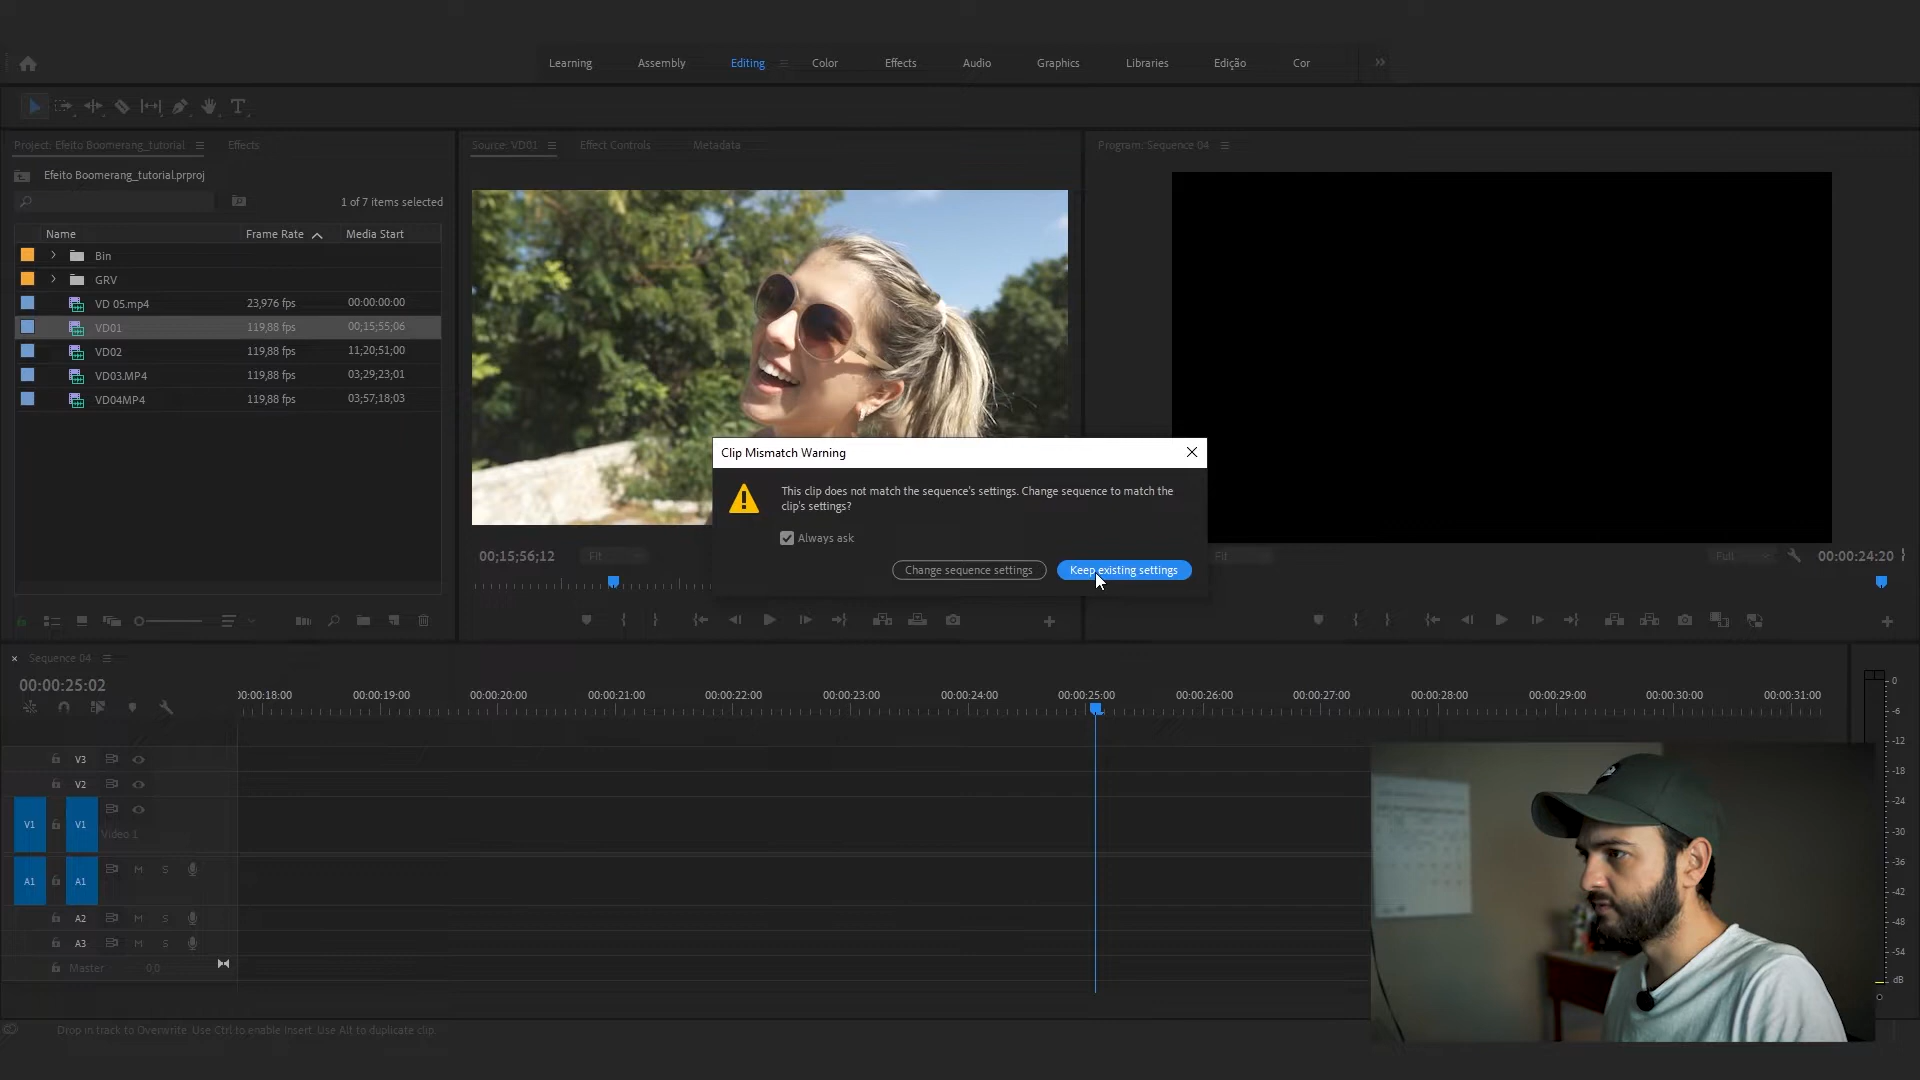 Learning Assembly Editing Color Effects Audio Graphics Libraries Edição Cor
Project: Efeito Boomerang_tutorial Effects
Efeito Boomerang_tutorial.prproj
1 of 7 items selected
Name Frame Rate Media Start
Bin
GRV
VD 05.mp4 23,976 fps 00:00:00:00
VD01 119,88 fps 00;15;55;06
VD02 119,88 fps 11;20;51;00
VD03.MP4 119,88 fps 03;29;23;01
VD04MP4 119,88 fps 03;57;18;03
Source: VD01 Effect Controls Metadata
00;15;56;12 Fit
Program: Sequence 04
Fit Full 00:00:24:20
Clip Mismatch Warning
This clip does not match the sequence's settings. Change sequence to match the
clip's settings?
Always ask
Change sequence settings Keep existing settings
Sequence 04
00:00:25:02
00:00:18:00 00:00:19:00 00:00:20:00 00:00:21:00 00:00:22:00 00:00:23:00 00:00:24:00 00:00:25:00 00:00:26:00 00:00:27:00 00:00:28:00 00:00:29:00 00:00:30:00 00:00:31:00
V3
V2
V1 V1 Video 1
A1 A1 M S
A2 M S
A3 M S
Master 0,0
0
-6
-12
-18
-24
-30
-36
-42
-48
-54
dB
Drop in track to Overwrite. Use Ctrl to enable Insert. Use Alt to duplicate clip.